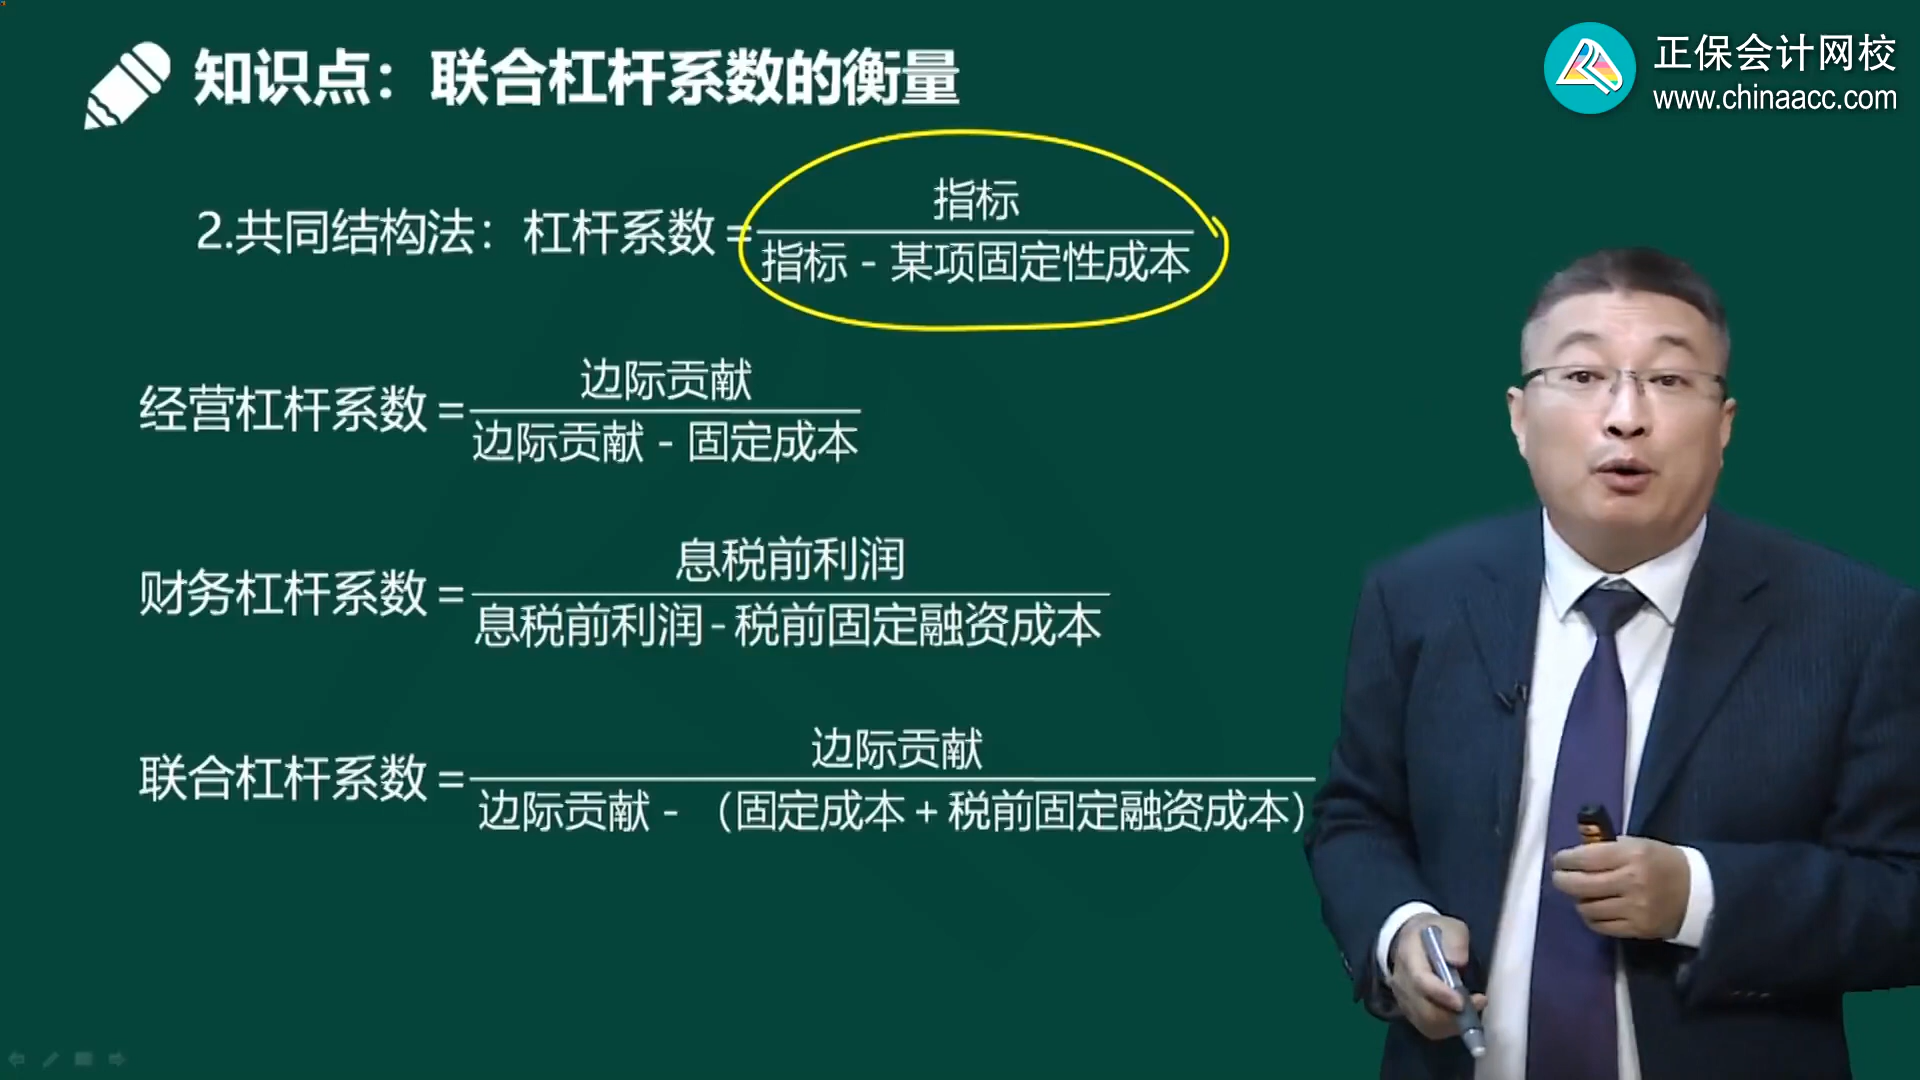 知识点：联合杠杆系数的衡量
正保会计网校
www.chinaacc.com
2.共同结构法：杠杆系数=指标/指标-某项固定性成本
经营杠杆系数=边际贡献/边际贡献-固定成本
财务杠杆系数=息税前利润/息税前利润-税前固定融资成本
联合杠杆系数=边际贡献/边际贡献-（固定成本+税前固定融资成本）